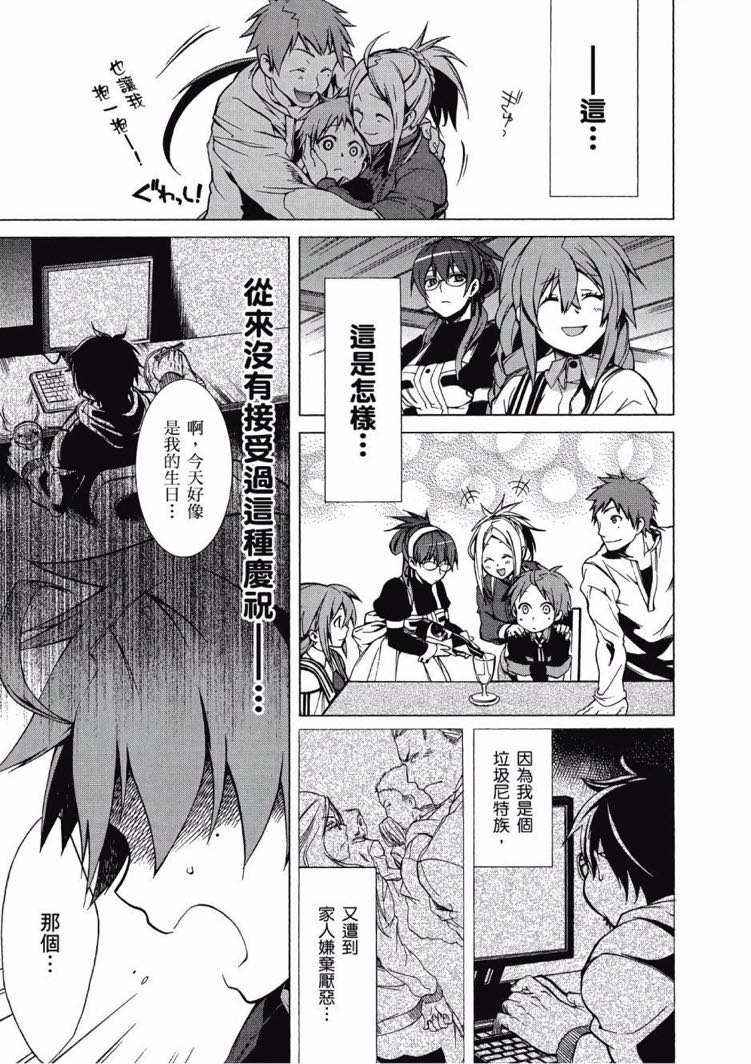 ——這…
ぎゅっ
也讓我
抱一抱——！
ぐわっし！
這是怎樣…
從來沒有接受過這種慶祝——…
啊，今天好像
是我的生日…
因為我是個
垃圾尼特族，
又遭到
家人嫌棄厭惡…
那個…